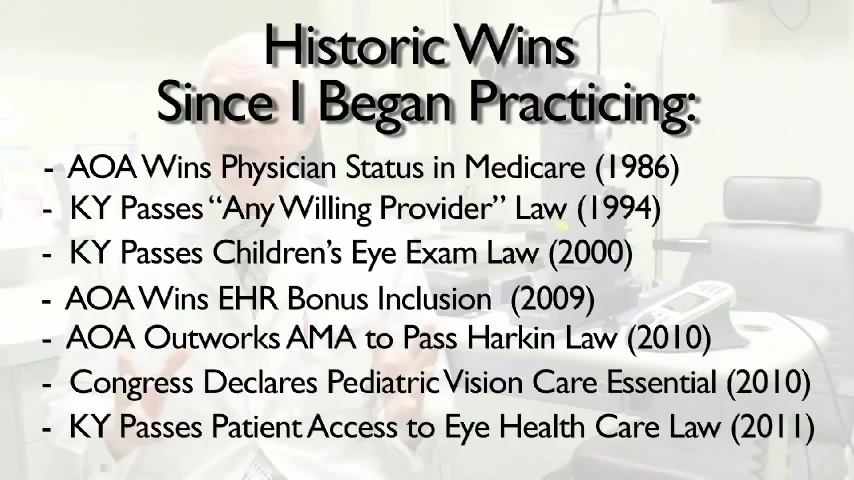 Historic Wins
Since I Began Practicing:
- AOA Wins Physician Status in Medicare (1986)
- KY Passes “Any Willing Provider” Law (1994)
- KY Passes Children’s Eye Exam Law (2000)
- AOA Wins EHR Bonus Inclusion (2009)
- AOA Outworks AMA to Pass Harkin Law (2010)
- Congress Declares Pediatric Vision Care Essential (2010)
- KY Passes Patient Access to Eye Health Care Law (2011)